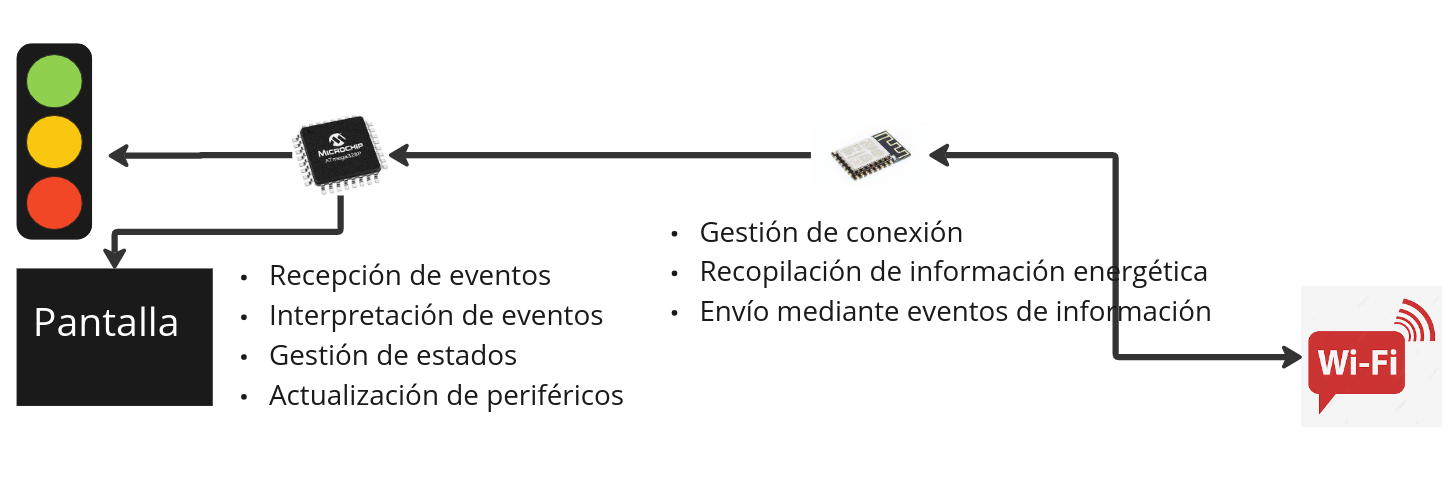 MICROCHIP
ATmega328P
Gestión de conexión
Recopilación de información energética
Envío mediante eventos de información
Recepción de eventos
Interpretación de eventos
Gestión de estados
Actualización de periféricos
Pantalla
Wi-Fi